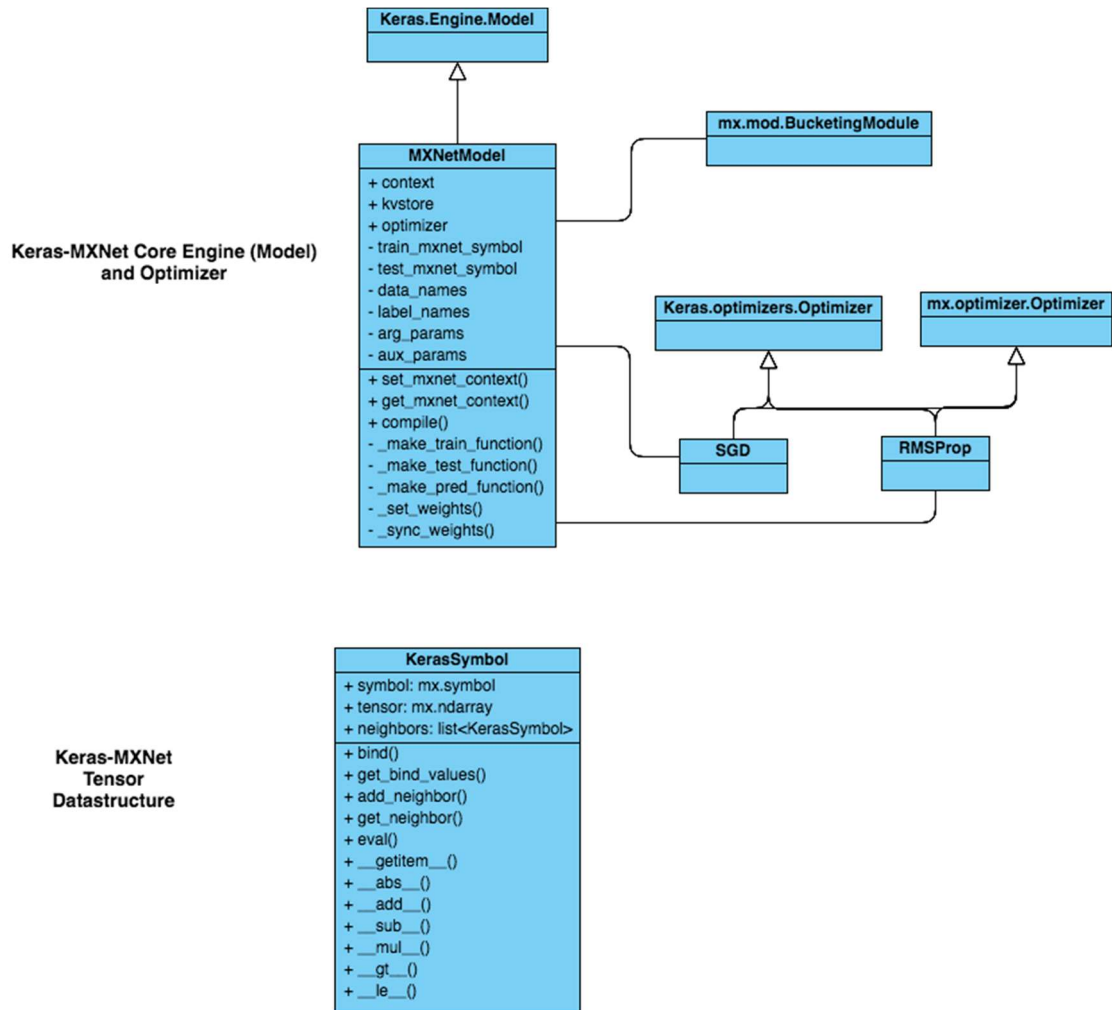 Keras.Engine.Model
mx.mod.BucketingModule
MXNetModel
+ context
+ kvstore
+ optimizer
- train_mxnet_symbol
- test_mxnet_symbol
- data_names
- label_names
- arg_params
- aux_params
+ set_mxnet_context()
+ get_mxnet_context()
+ compile()
- _make_train_function()
- _make_test_function()
- _make_pred_function()
- _set_weights()
- _sync_weights()
Keras-MXNet Core Engine (Model)
and Optimizer
Keras.optimizers.Optimizer
mx.optimizer.Optimizer
SGD
RMSProp
KerasSymbol
+ symbol: mx.symbol
+ tensor: mx.ndarray
+ neighbors: list<KerasSymbol>
+ bind()
+ get_bind_values()
+ add_neighbor()
+ get_neighbor()
+ eval()
+ __getitem__()
+ __abs__()
+ __add__()
+ __sub__()
+ __mul__()
+ __gt__()
+ __le__()
Keras-MXNet
Tensor
Datastructure